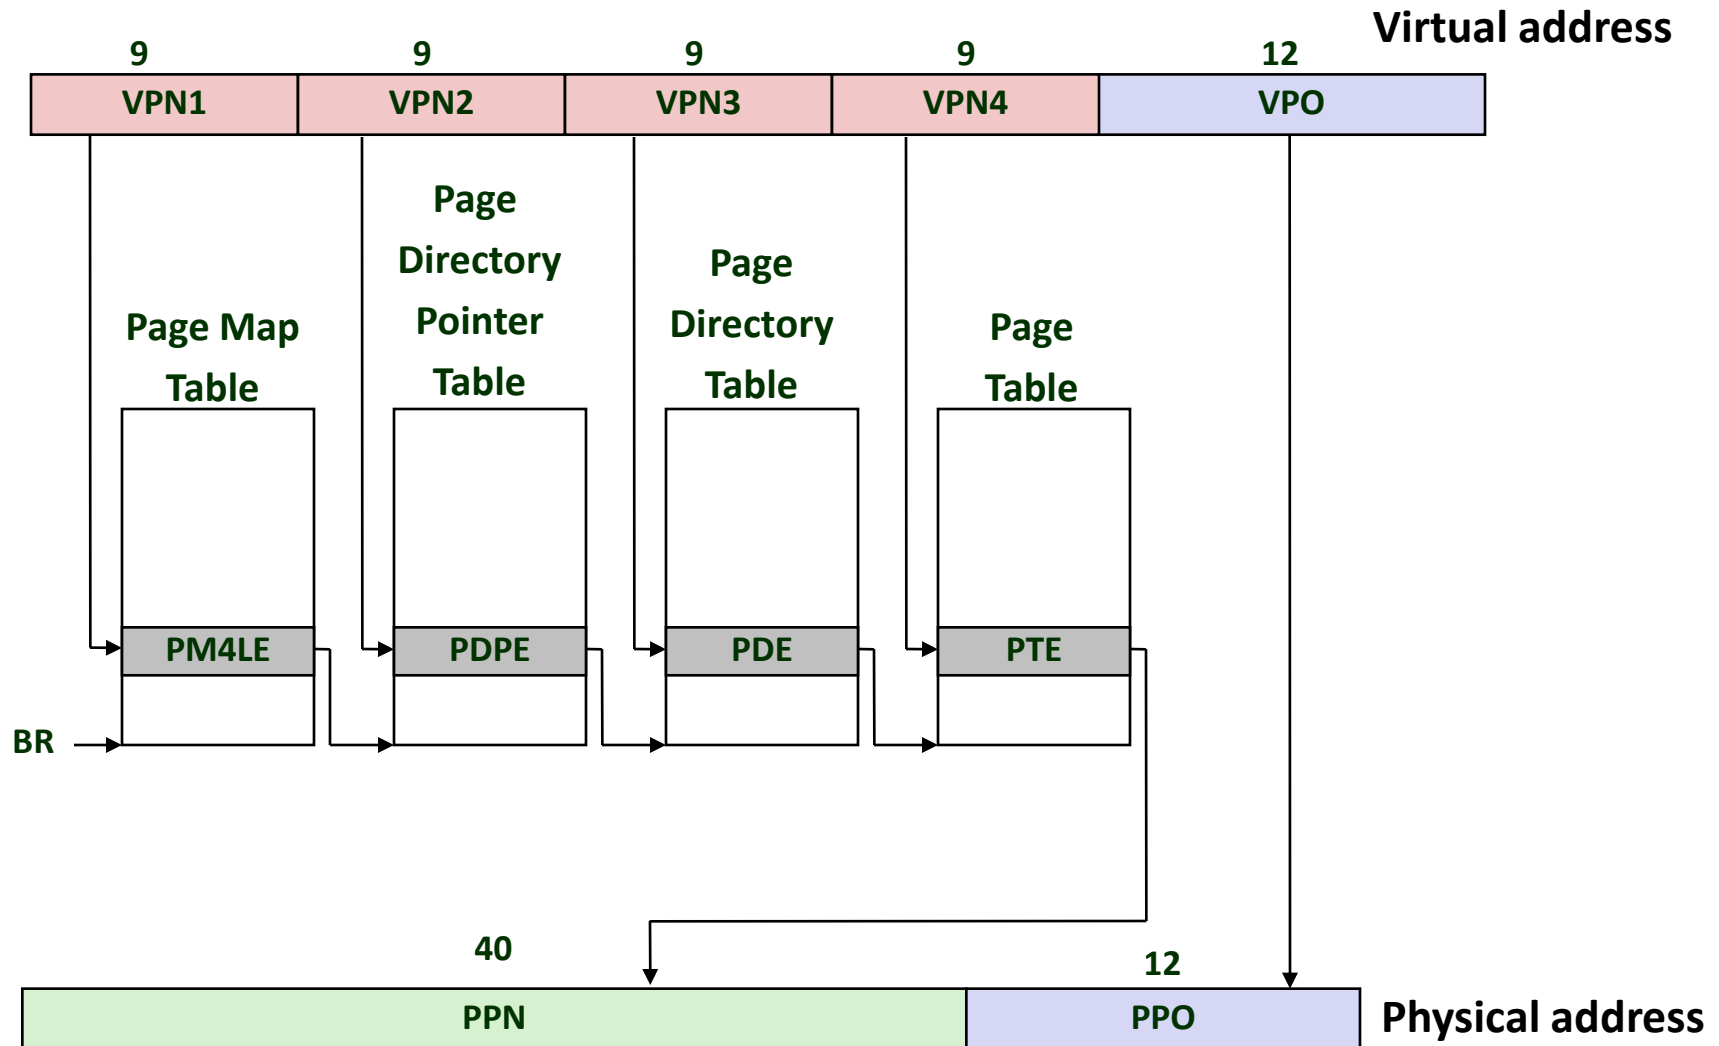 Virtual address
9
9
9
9
12
VPN1
VPN2
VPN3
VPN4
VPO
Page Map
Table
Page
Directory
Pointer
Table
Page
Directory
Table
Page
Table
PM4LE
PDPE
PDE
PTE
BR
40
12
PPN
PPO
Physical address